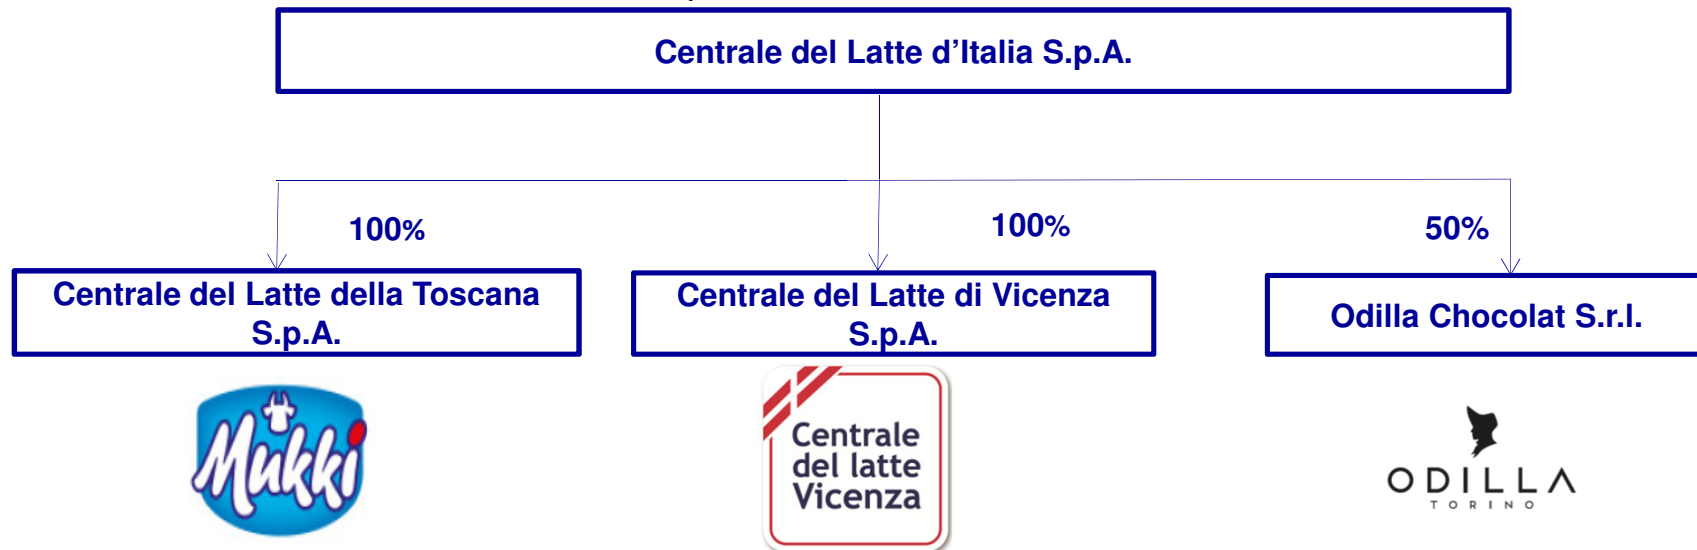 Centrale del Latte d’Italia S.p.A.
100%
100%
50%
Centrale del Latte della Toscana
S.p.A.
Centrale del Latte di Vicenza
S.p.A.
Odilla Chocolat S.r.l.
Mukki
Centrale
del latte
Vicenza
ODILLA
TORINO